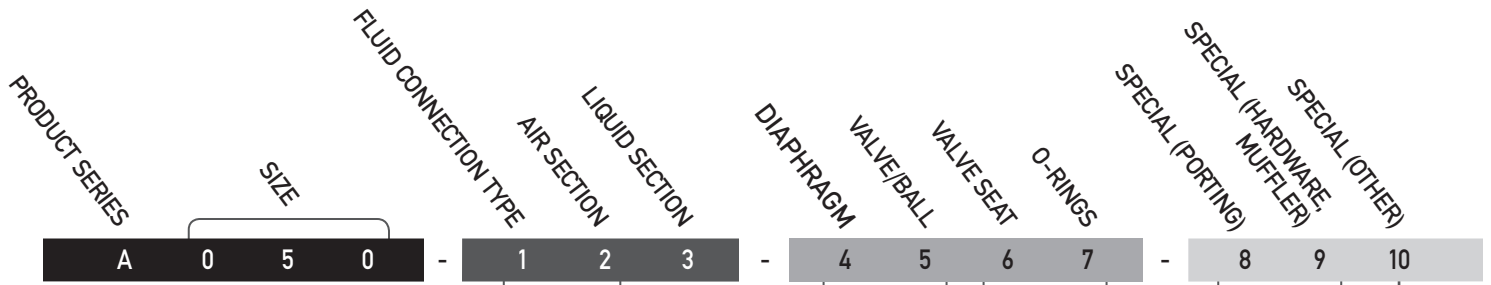 PRODUCT SERIES
SIZE
FLUID CONNECTION TYPE
AIR SECTION
LIQUID SECTION
DIAPHRAGM
VALVE/BALL
VALVE SEAT
O-RINGS
SPECIAL (PORTING)
SPECIAL (HARDWARE,
MUFFLER)
SPECIAL (OTHER)
A 0 5 0 - 1 2 3 - 4 5 6 7 - 8 9 10